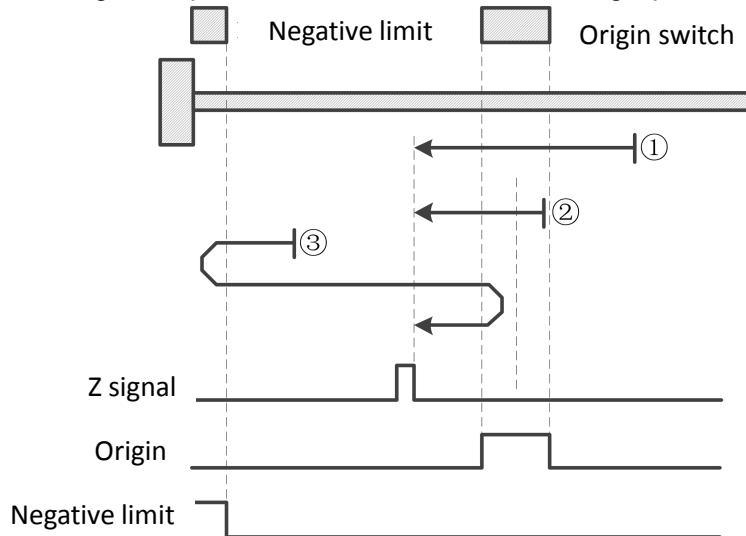 Negative limit
Origin switch
①
②
③
Z signal
Origin
Negative limit